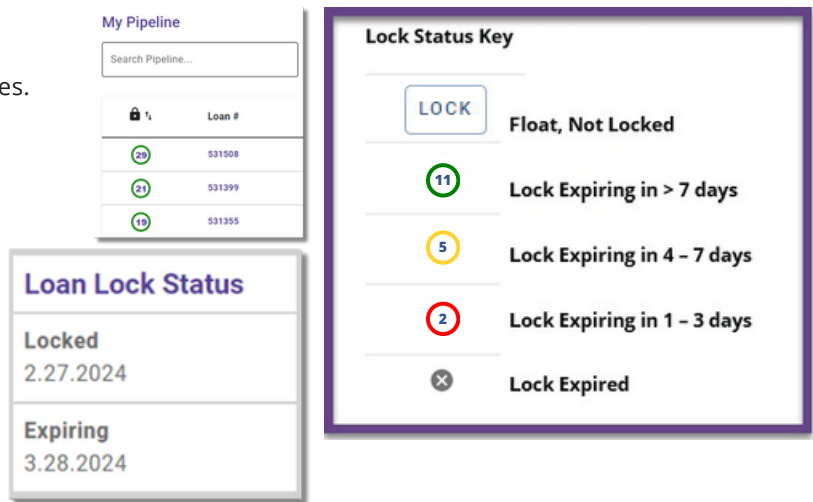 es.
My Pipeline
Search Pipeline...
Loan #
29 531508
21 531399
19 531355
Loan Lock Status
Locked
2.27.2024
Expiring
3.28.2024
Lock Status Key
LOCK Float, Not Locked
11 Lock Expiring in > 7 days
5 Lock Expiring in 4 – 7 days
2 Lock Expiring in 1 – 3 days
Lock Expired